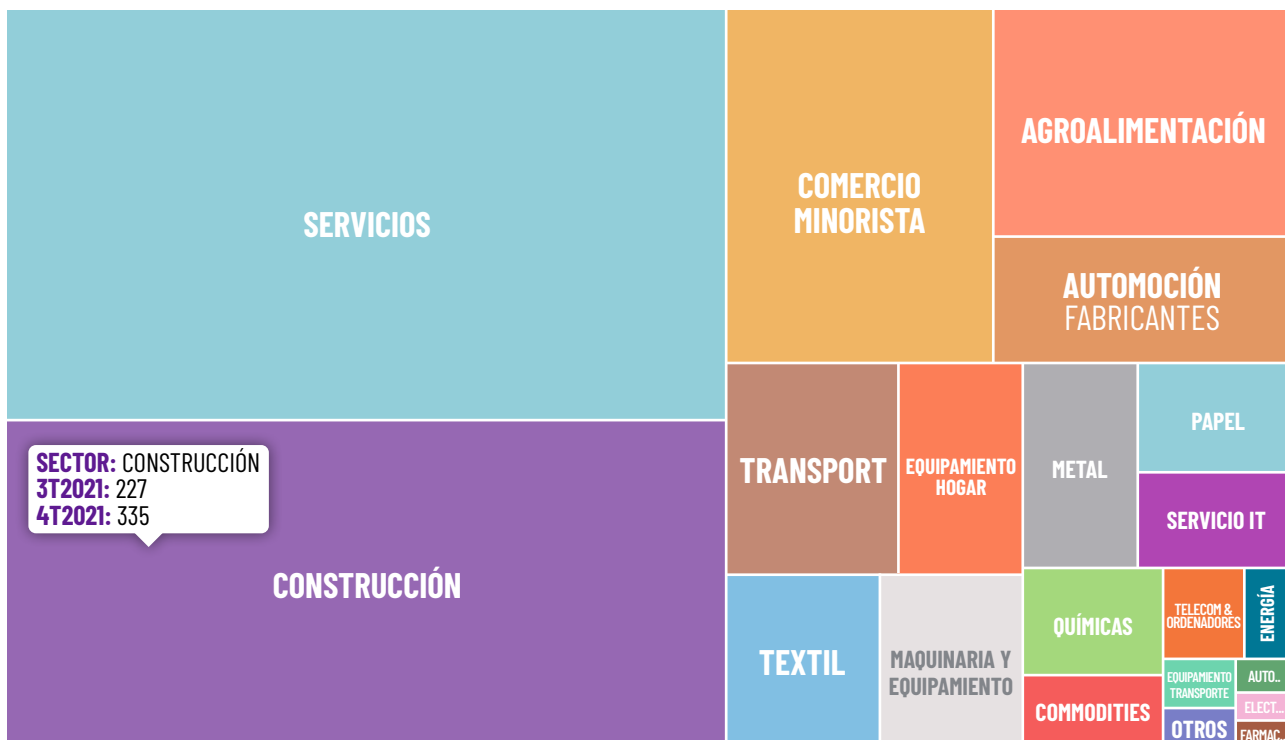 SERVICIOS
COMERCIO
MINORISTA
AGROALIMENTACIÓN
AUTOMOCIÓN
FABRICANTES
SECTOR: CONSTRUCCIÓN
3T2021: 227
4T2021: 335
CONSTRUCCIÓN
TRANSPORT
EQUIPAMIENTO
HOGAR
METAL
PAPEL
SERVICIO IT
TEXTIL
MAQUINARIA Y
EQUIPAMIENTO
QUÍMICAS
COMMODITIES
TELECOM &
ORDENADORES
ENERGÍA
EQUIPAMIENTO
TRANSPORTE
OTROS
AUTO..
ELECT...
FARMAC.